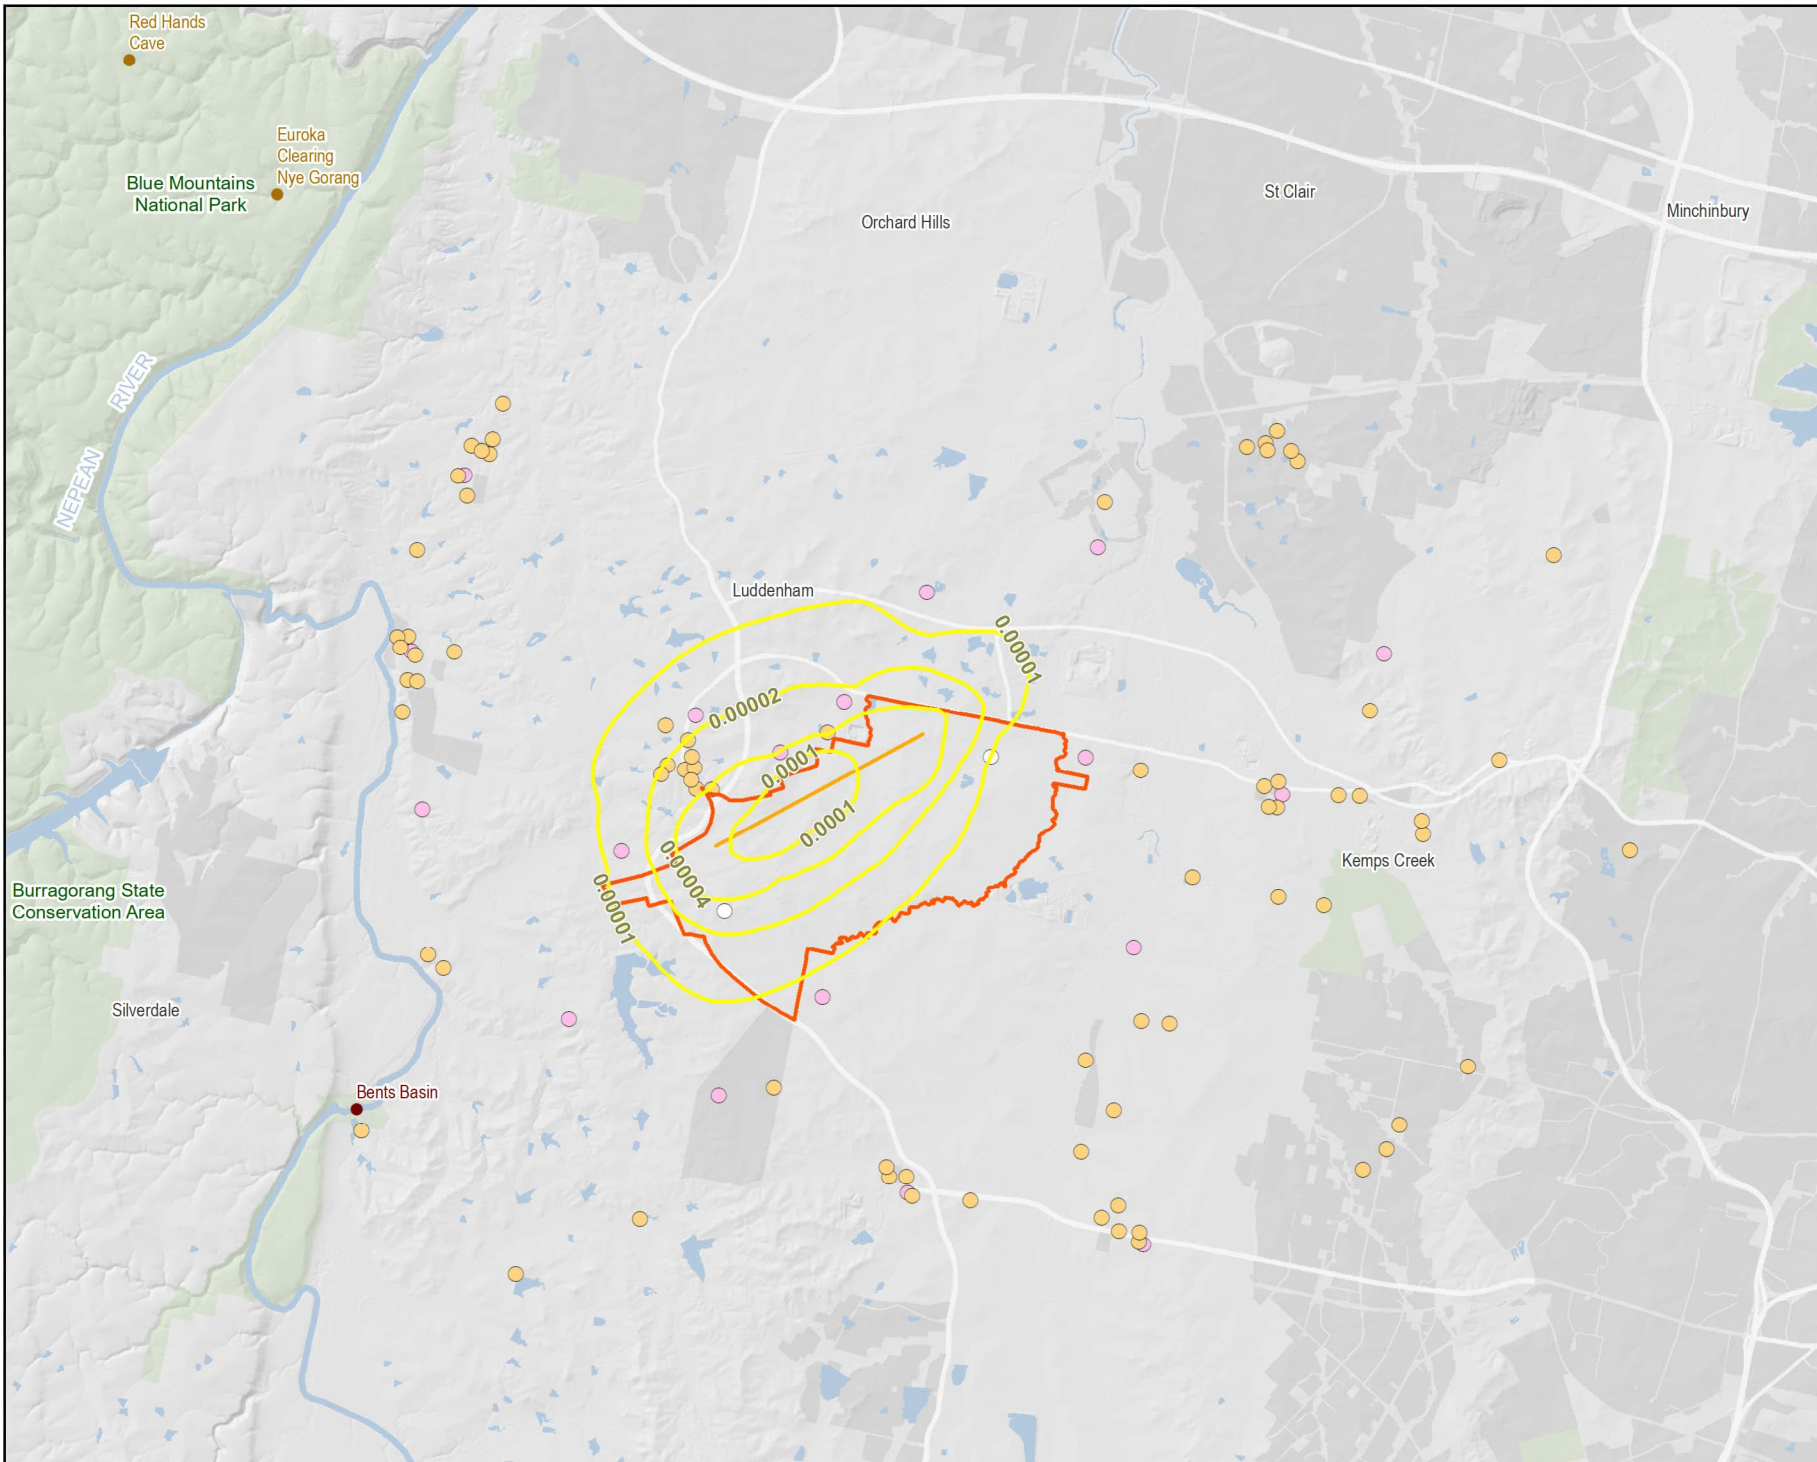 Red Hands
Cave
Euroka
Clearing
Nye Gorang
Blue Mountains
National Park
St Clair
Minchinbury
Orchard Hills
NEPEAN RIVER
Luddenham
0.00001
0.00002
0.0001
0.0001
0.00004
0.00001
Kemps Creek
Burragorang State
Conservation Area
Silverdale
Bents Basin